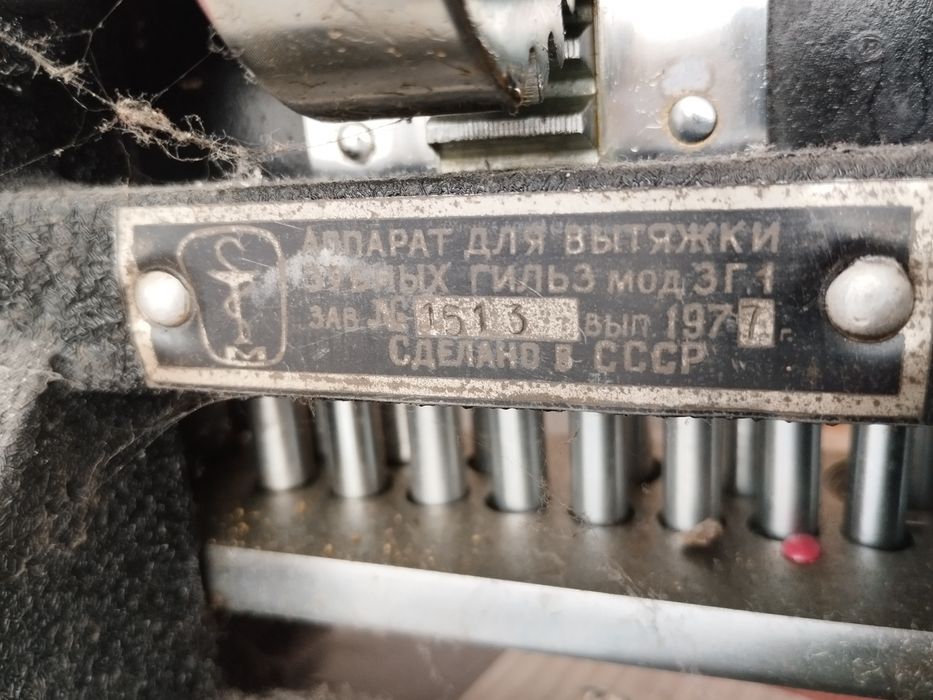 АППАРАТ ДЛЯ ВЫТЯЖКИ
ЗУБНЫХ ГИЛЬЗ МОД. ЗГ.1
ЗАВ. № 1513 ВЫП. 1977 г.
СДЕЛАНО В СССР
М